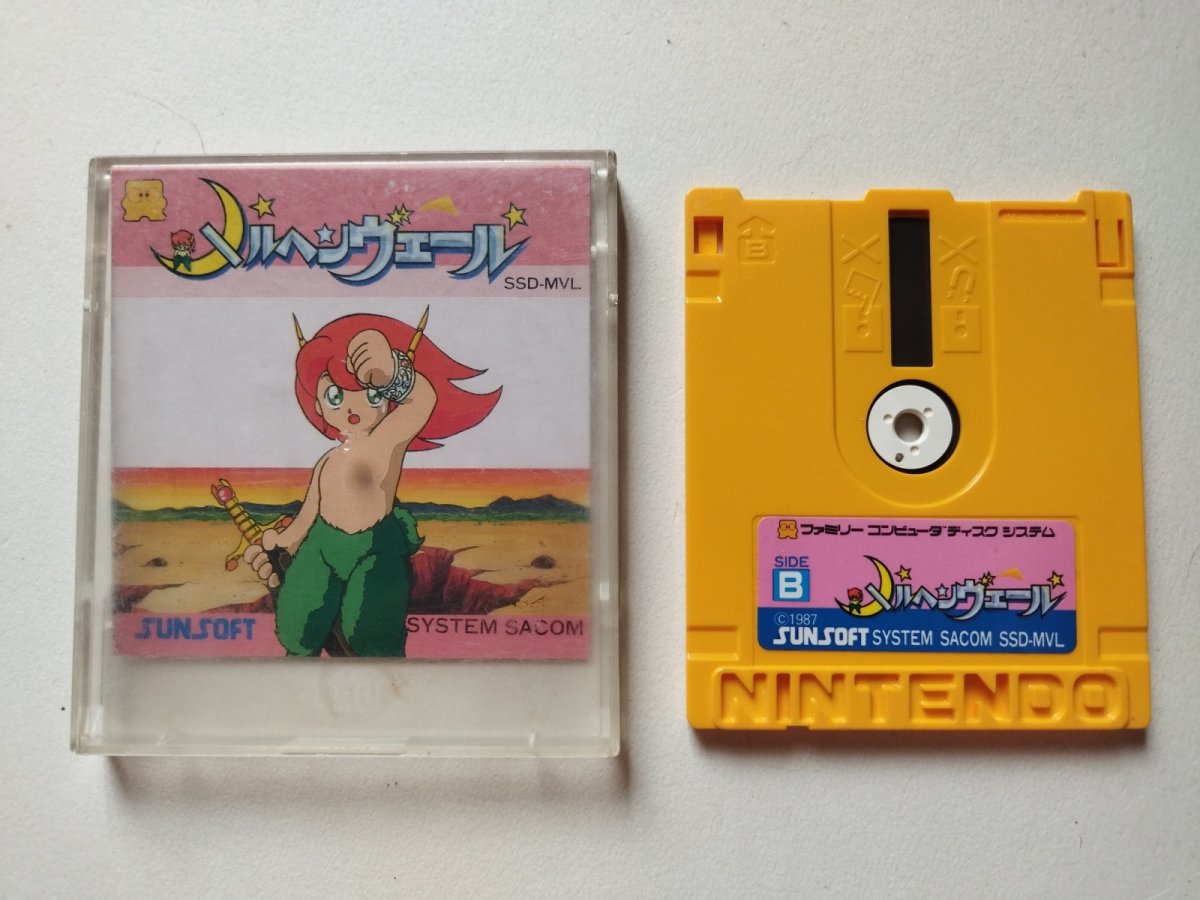 メルヘンヴェール
SSD-MVL
SUNSOFT
SYSTEM SACOM
B
ファミリー コンピュータ ディスク システム
SIDE
B
メルヘンヴェール
©1987
SUNSOFT SYSTEM SACOM SSD-MVL
NINTENDO